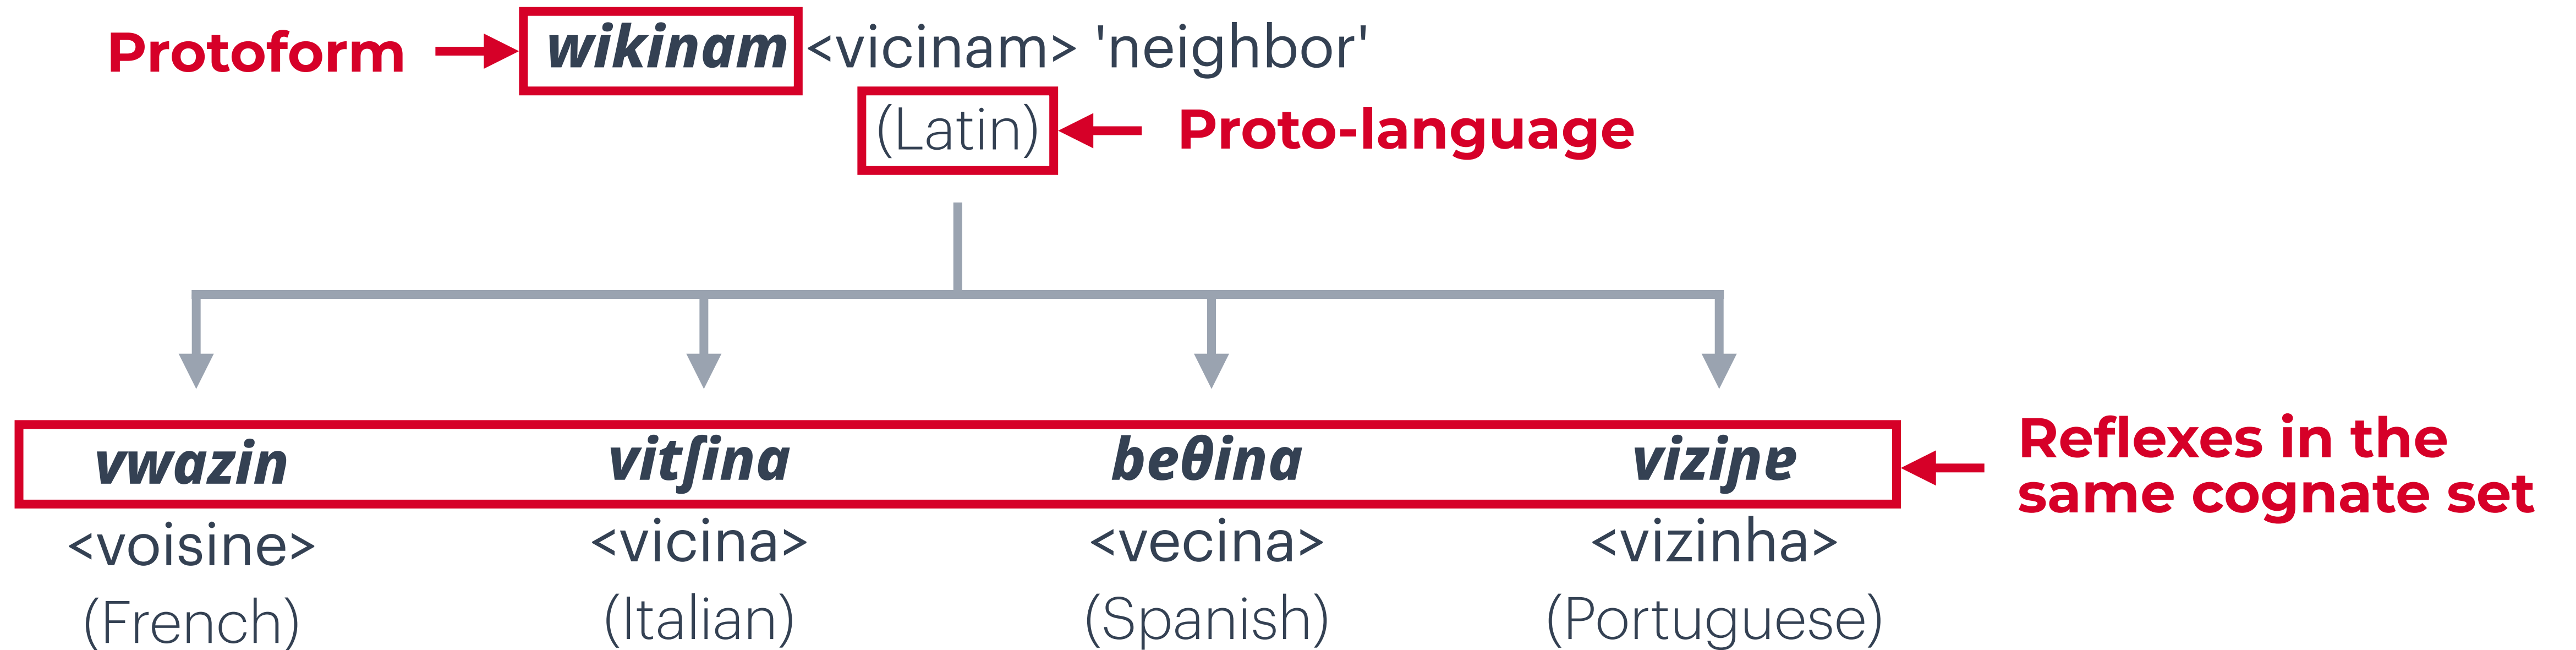 Protoform wikinam <vicinam> 'neighbor'
(Latin) Proto-language
vwazin vitʃina beθina viziɲɐ Reflexes in the
same cognate set
<voisine> <vicina> <vecina> <vizinha>
(French) (Italian) (Spanish) (Portuguese)